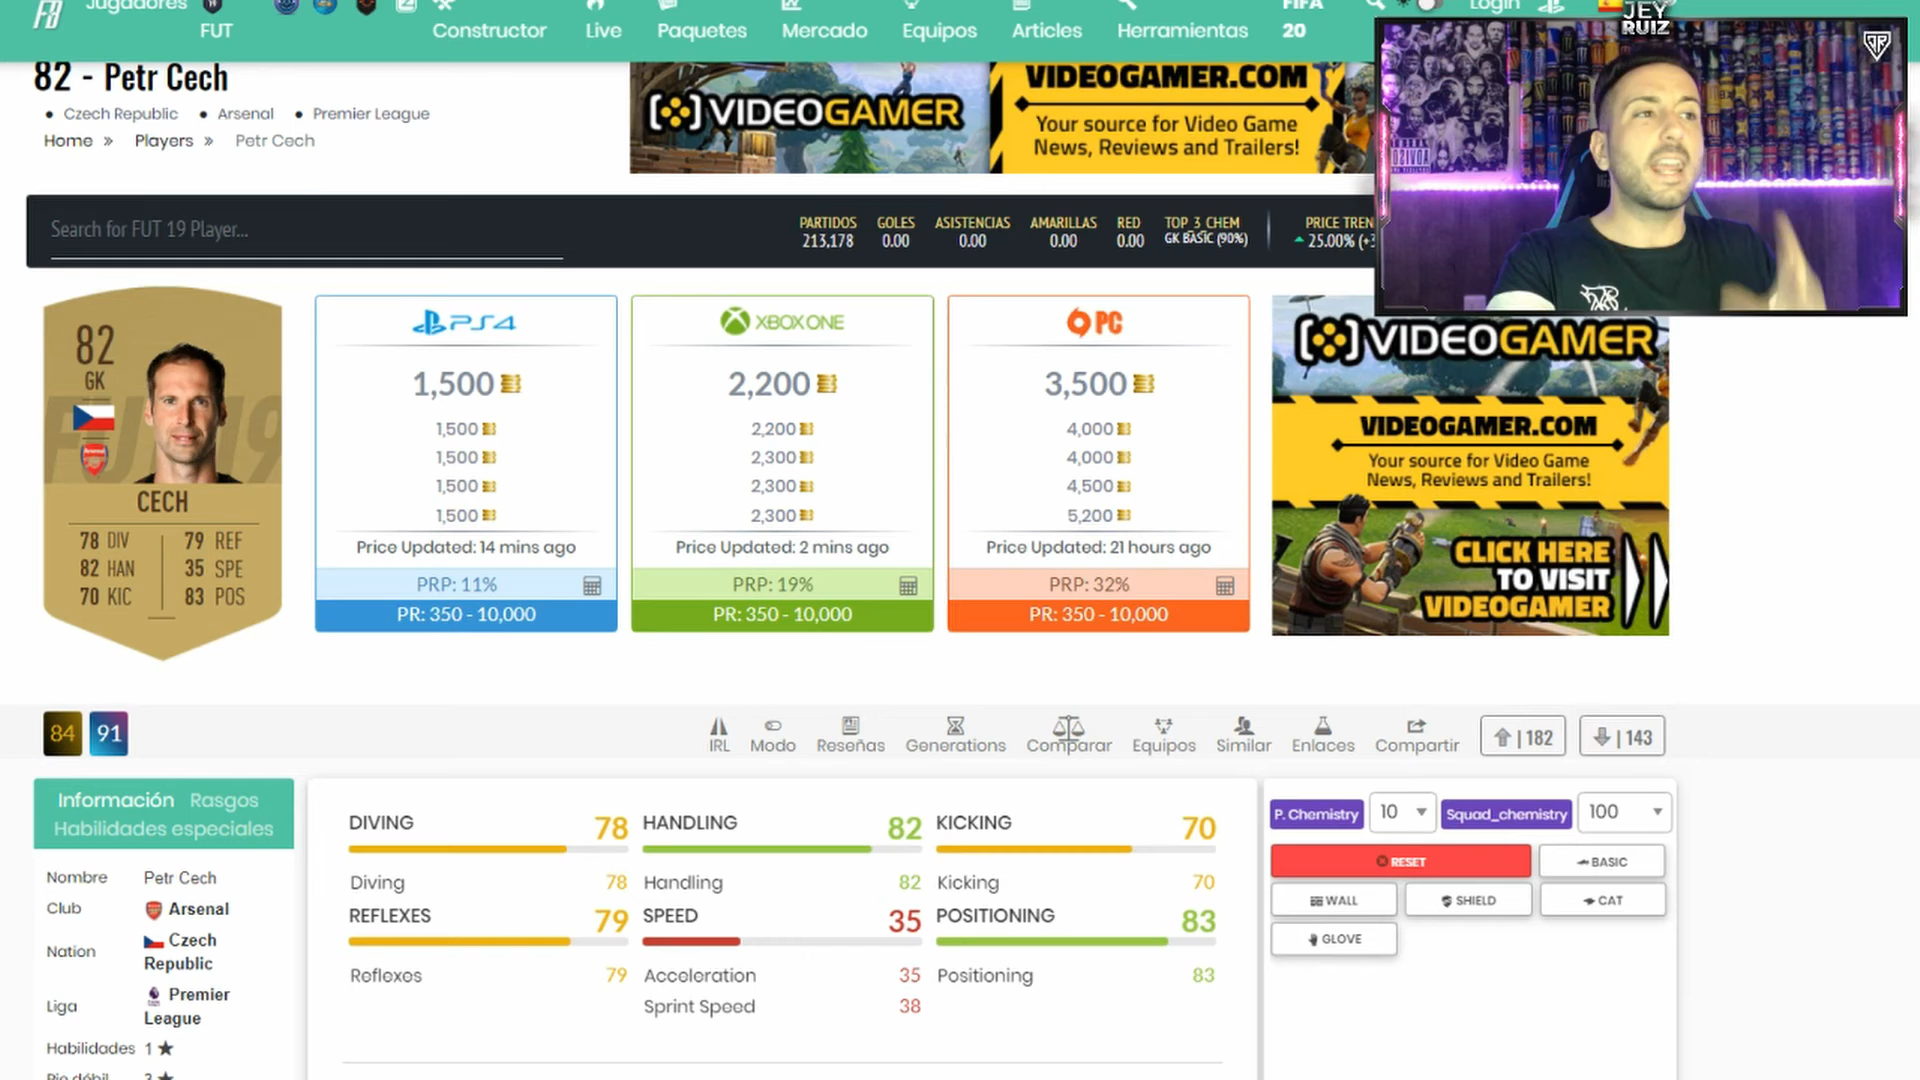 Jugadores
FUT
Constructor
Live
Paquetes
Mercado
Equipos
Articles
Herramientas
FIFA
20
Login
JEY
RUIZ
82 - Petr Cech
Czech Republic
Arsenal
Premier League
Home »
Players »
Petr Cech
VIDEOGAMER
VIDEOGAMER.COM
Your source for Video Game
News, Reviews and Trailers!
Search for FUT 19 Player...
PARTIDOS
213,178
GOLES
0.00
ASISTENCIAS
0.00
AMARILLAS
0.00
RED
0.00
TOP 3 CHEM
GK BASIC (90%)
PRICE TREN
25.00% (+3
82
GK
CECH
78 DIV
79 REF
82 HAN
35 SPE
70 KIC
83 POS
PS4
1,500
1,500
1,500
1,500
1,500
Price Updated: 14 mins ago
PRP: 11%
PR: 350 - 10,000
XBOX ONE
2,200
2,200
2,300
2,300
2,300
Price Updated: 2 mins ago
PRP: 19%
PR: 350 - 10,000
PC
3,500
4,000
4,000
4,500
5,200
Price Updated: 21 hours ago
PRP: 32%
PR: 350 - 10,000
VIDEOGAMER
VIDEOGAMER.COM
Your source for Video Game
News, Reviews and Trailers!
CLICK HERE
TO VISIT
VIDEOGAMER
84
91
IRL
Modo
Reseñas
Generations
Comparar
Equipos
Similar
Enlaces
Compartir
| 182
| 143
Información
Rasgos
Habilidades especiales
Nombre
Petr Cech
Club
Arsenal
Nation
Czech
Republic
Liga
Premier
League
Habilidades
1
Pie débil
3
DIVING 78
HANDLING 82
KICKING 70
Diving 78
Handling 82
Kicking 70
REFLEXES 79
SPEED 35
POSITIONING 83
Reflexes 79
Acceleration 35
Positioning 83
Sprint Speed 38
P. Chemistry
10
Squad_chemistry
100
RESET
BASIC
WALL
SHIELD
CAT
GLOVE